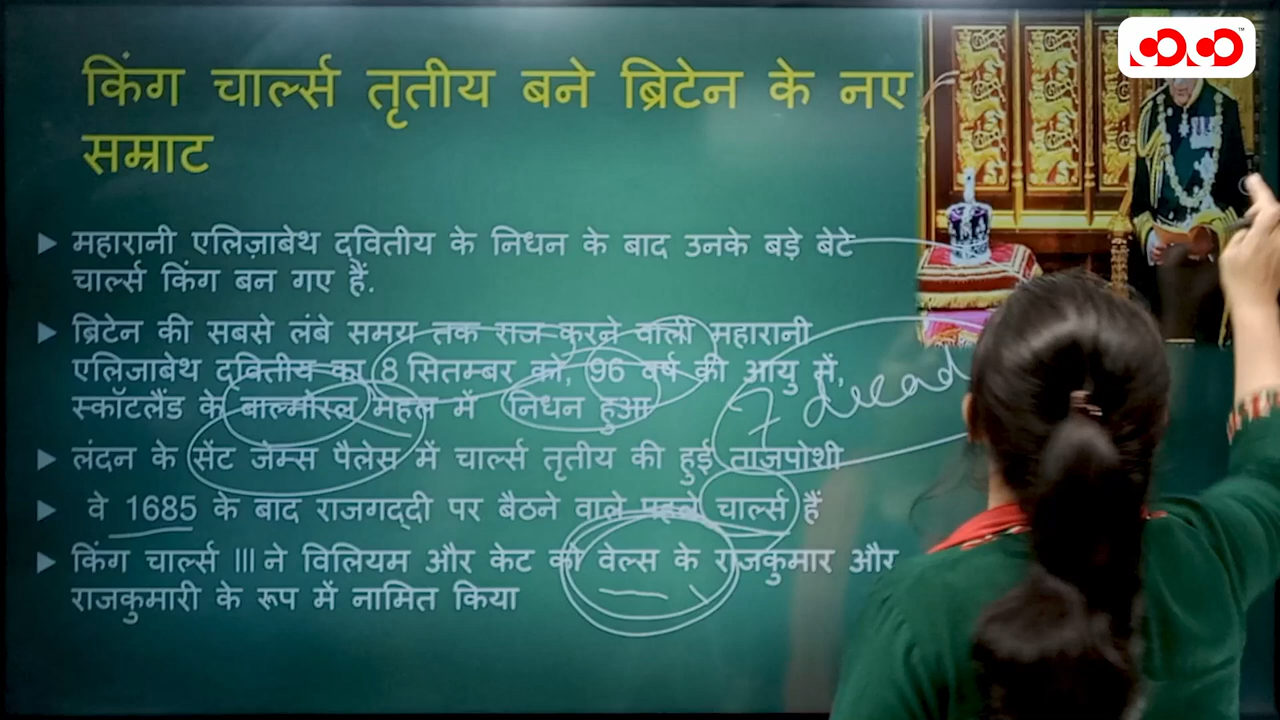 किंग चार्ल्स तृतीय बने ब्रिटेन के नए
सम्राट
महारानी एलिज़ाबेथ द्वितीय के निधन के बाद उनके बड़े बेटे
चार्ल्स किंग बन गए हैं.
ब्रिटेन की सबसे लंबे समय तक राज करने वाली महारानी
एलिजाबेथ द्वितीय का 8 सितम्बर को, 96 वर्ष की आयु में,
स्कॉटलैंड के बाल्मोरल महल में निधन हुआ
7 decad
लंदन के सेंट जेम्स पैलेस में चार्ल्स तृतीय की हुई ताजपोशी
वे 1685 के बाद राजगद्दी पर बैठने वाले पहले चार्ल्स हैं
किंग चार्ल्स III ने विलियम और केट को वेल्स के राजकुमार और
राजकुमारी के रूप में नामित किया